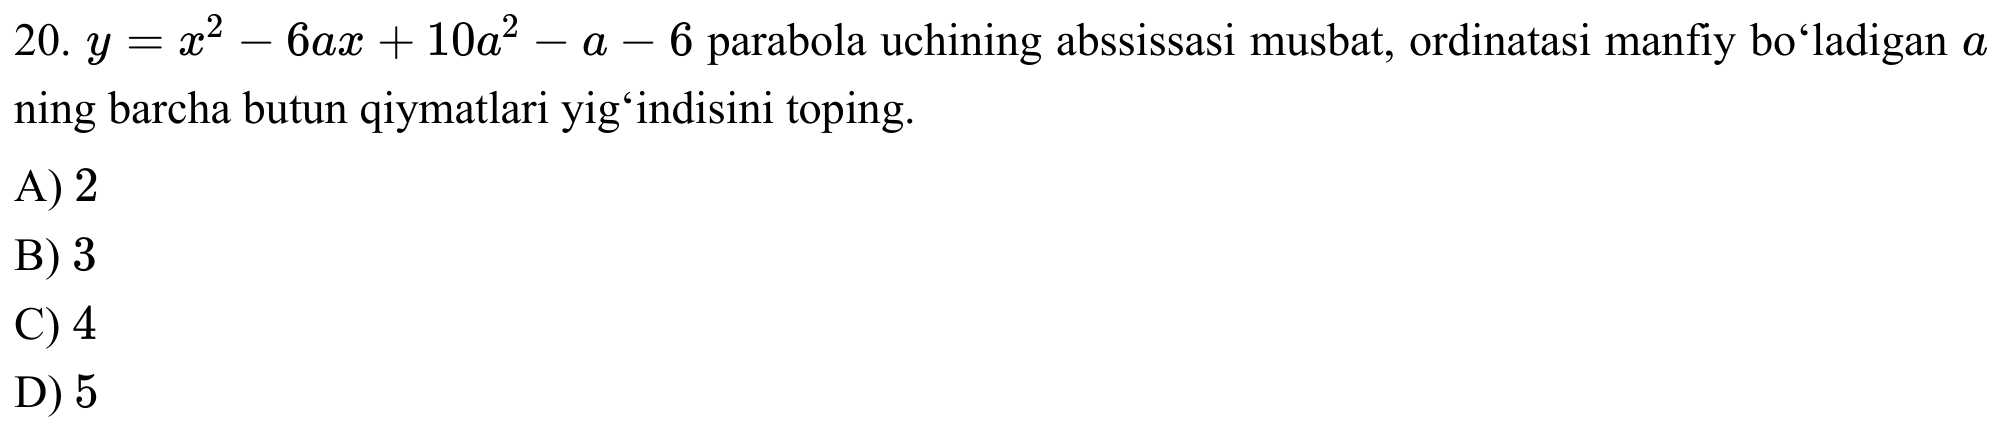 20. y = x² − 6ax + 10a² − a − 6 parabola uchining abssissasi musbat, ordinatasi manfiy bo‘ladigan a
ning barcha butun qiymatlari yig‘indisini toping.
A) 2
B) 3
C) 4
D) 5